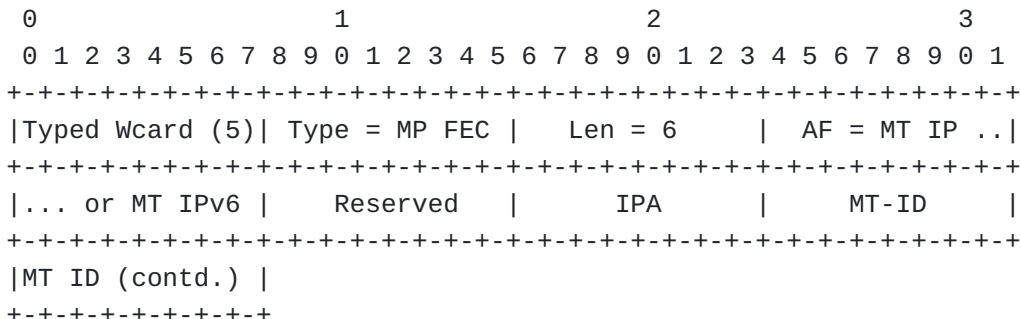 0                   1                   2                   3
 0 1 2 3 4 5 6 7 8 9 0 1 2 3 4 5 6 7 8 9 0 1 2 3 4 5 6 7 8 9 0 1
+-+-+-+-+-+-+-+-+-+-+-+-+-+-+-+-+-+-+-+-+-+-+-+-+-+-+-+-+-+-+-+-+
|Typed Wcard (5)| Type = MP FEC |   Len = 6     |  AF = MT IP ..|
+-+-+-+-+-+-+-+-+-+-+-+-+-+-+-+-+-+-+-+-+-+-+-+-+-+-+-+-+-+-+-+-+
|... or MT IPv6 |    Reserved   |      IPA      |     MT-ID     |
+-+-+-+-+-+-+-+-+-+-+-+-+-+-+-+-+-+-+-+-+-+-+-+-+-+-+-+-+-+-+-+-+
|MT ID (contd.) |
+-+-+-+-+-+-+-+-+